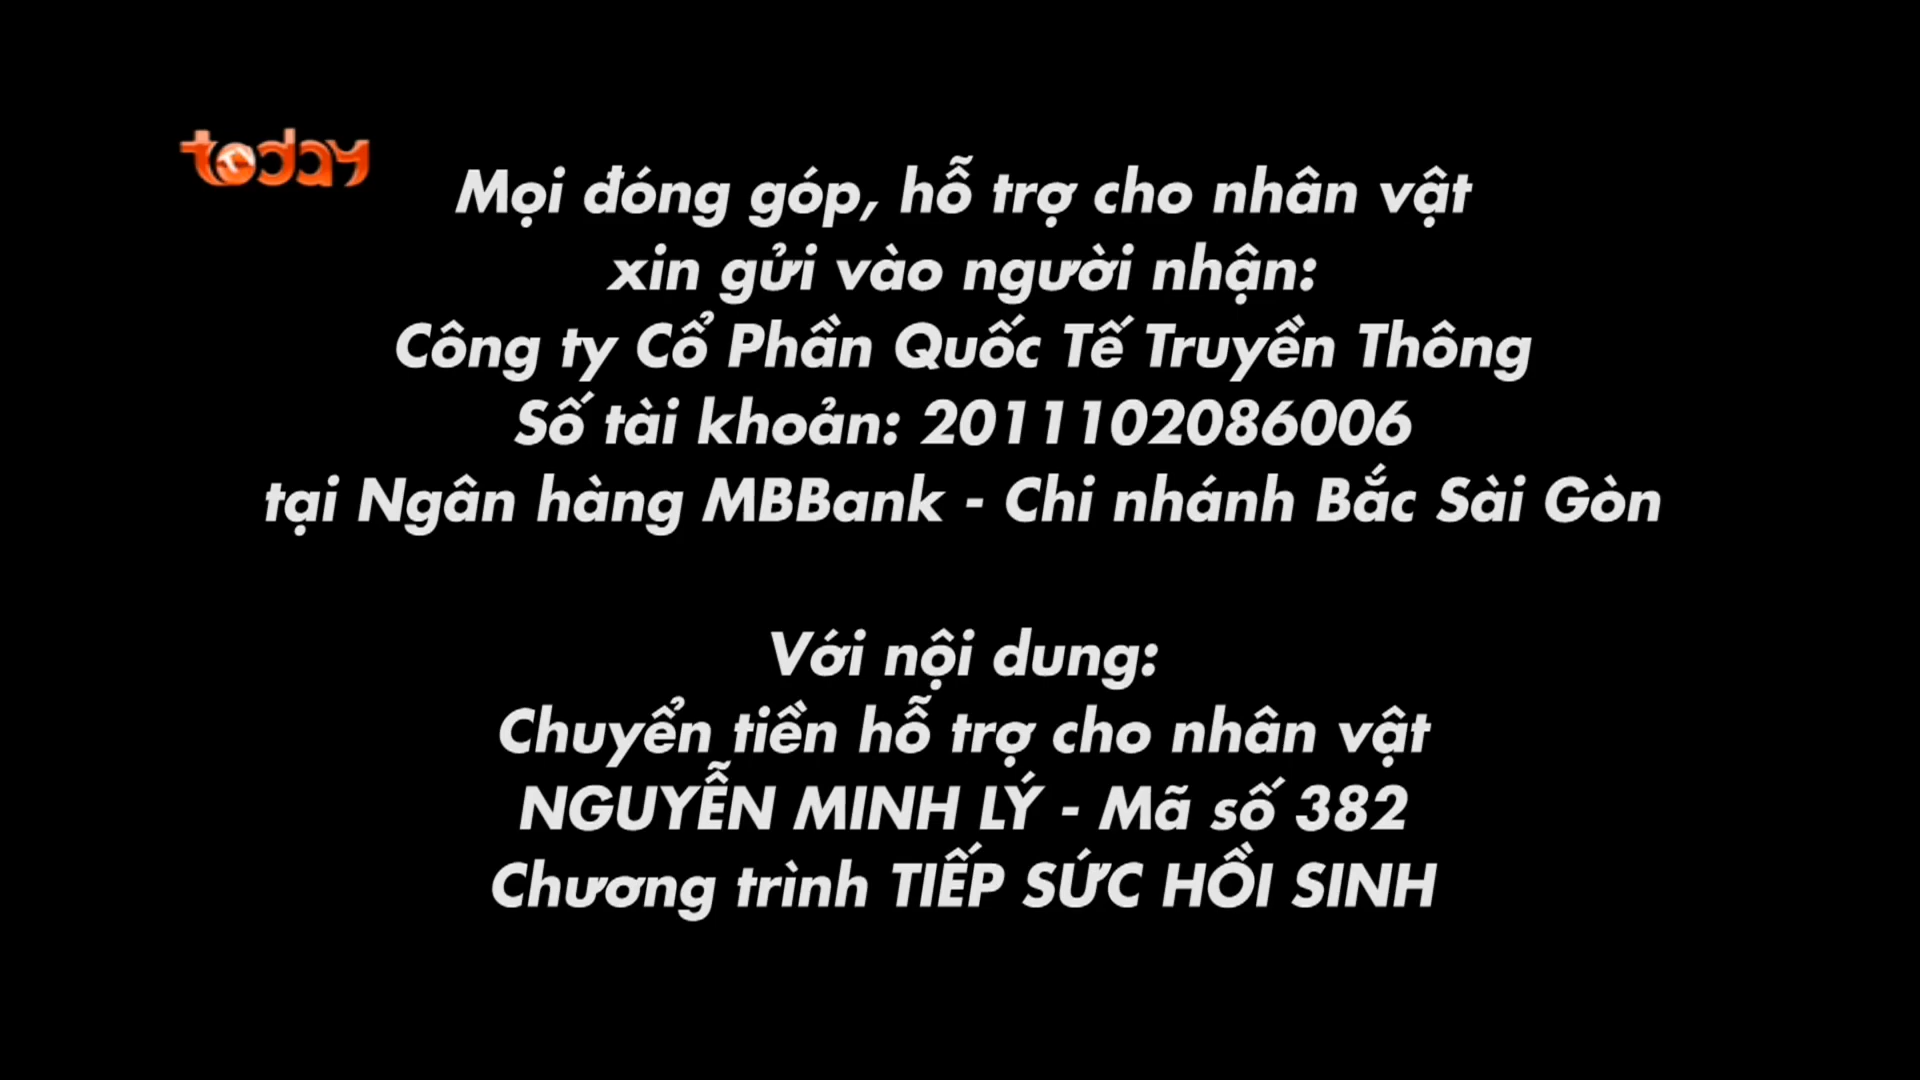 today
Mọi đóng góp, hỗ trợ cho nhân vật
xin gửi vào người nhận:
Công ty Cổ Phần Quốc Tế Truyền Thông
Số tài khoản: 2011102086006
tại Ngân hàng MBBank - Chi nhánh Bắc Sài Gòn
Với nội dung:
Chuyển tiền hỗ trợ cho nhân vật
NGUYỄN MINH LÝ - Mã số 382
Chương trình TIẾP SỨC HỒI SINH